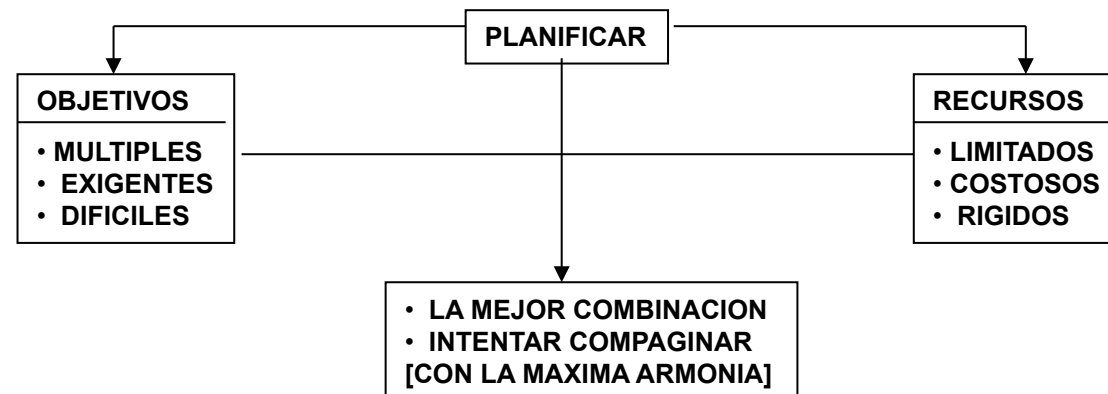 PLANIFICAR
OBJETIVOS
• MULTIPLES
• EXIGENTES
• DIFICILES
RECURSOS
• LIMITADOS
• COSTOSOS
• RIGIDOS
• LA MEJOR COMBINACION
• INTENTAR COMPAGINAR
[CON LA MAXIMA ARMONIA]